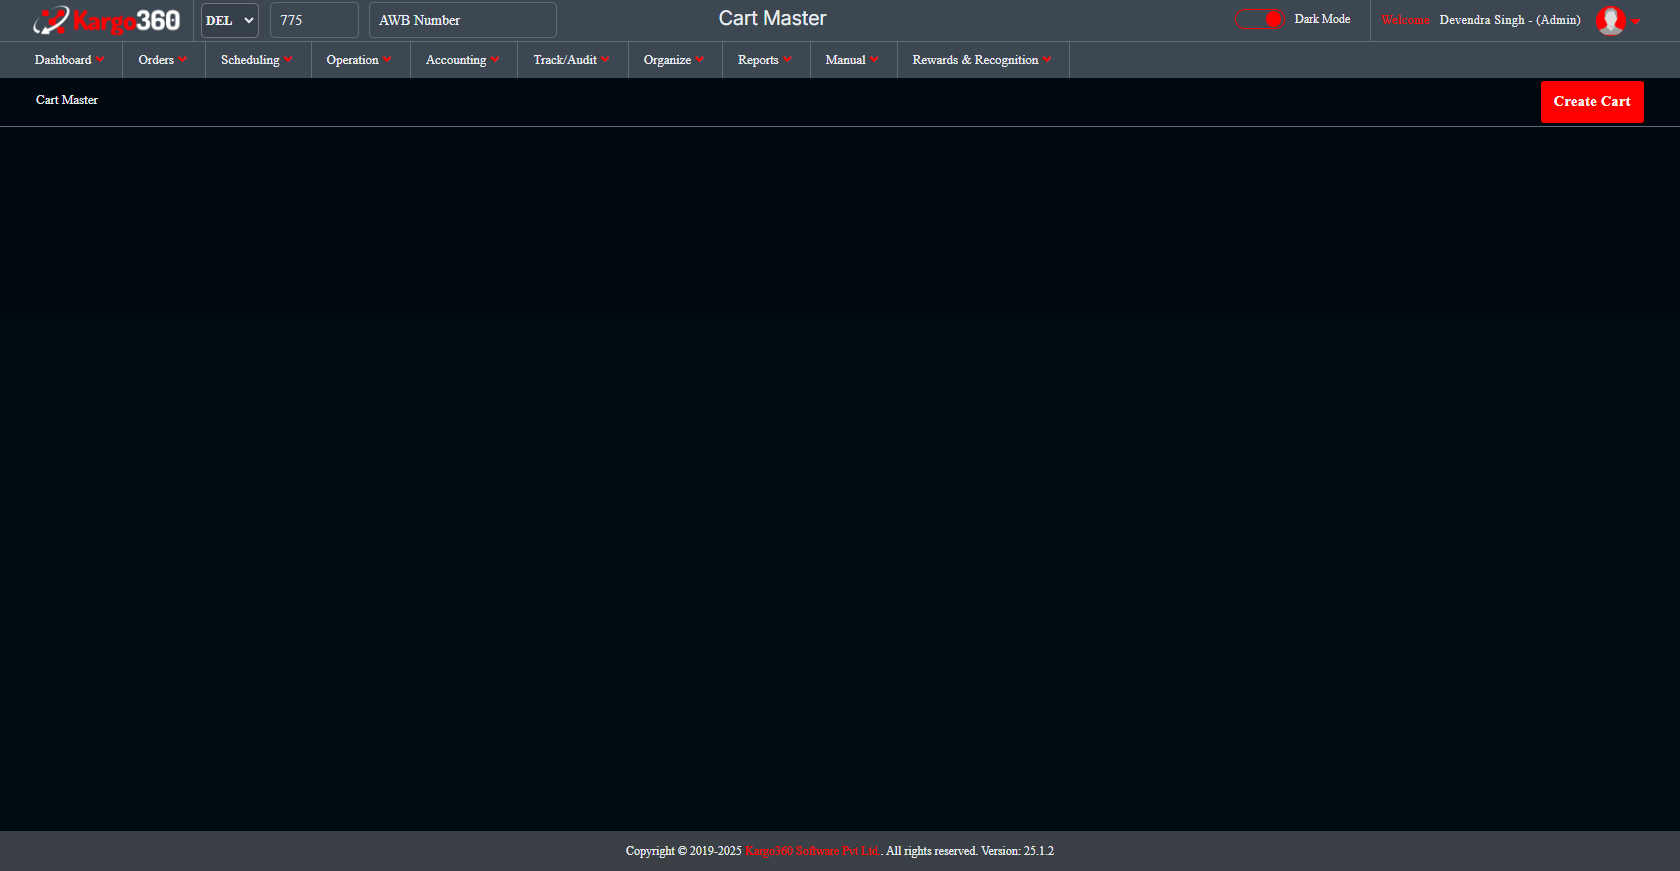 Kargo360 DEL 775 AWB Number Cart Master Dark Mode Welcome Devendra Singh - (Admin)
Dashboard Orders Scheduling Operation Accounting Track/Audit Organize Reports Manual Rewards & Recognition
Cart Master Create Cart
Copyright © 2019-2025 Kargo360 Software Pvt Ltd.. All rights reserved. Version: 25.1.2